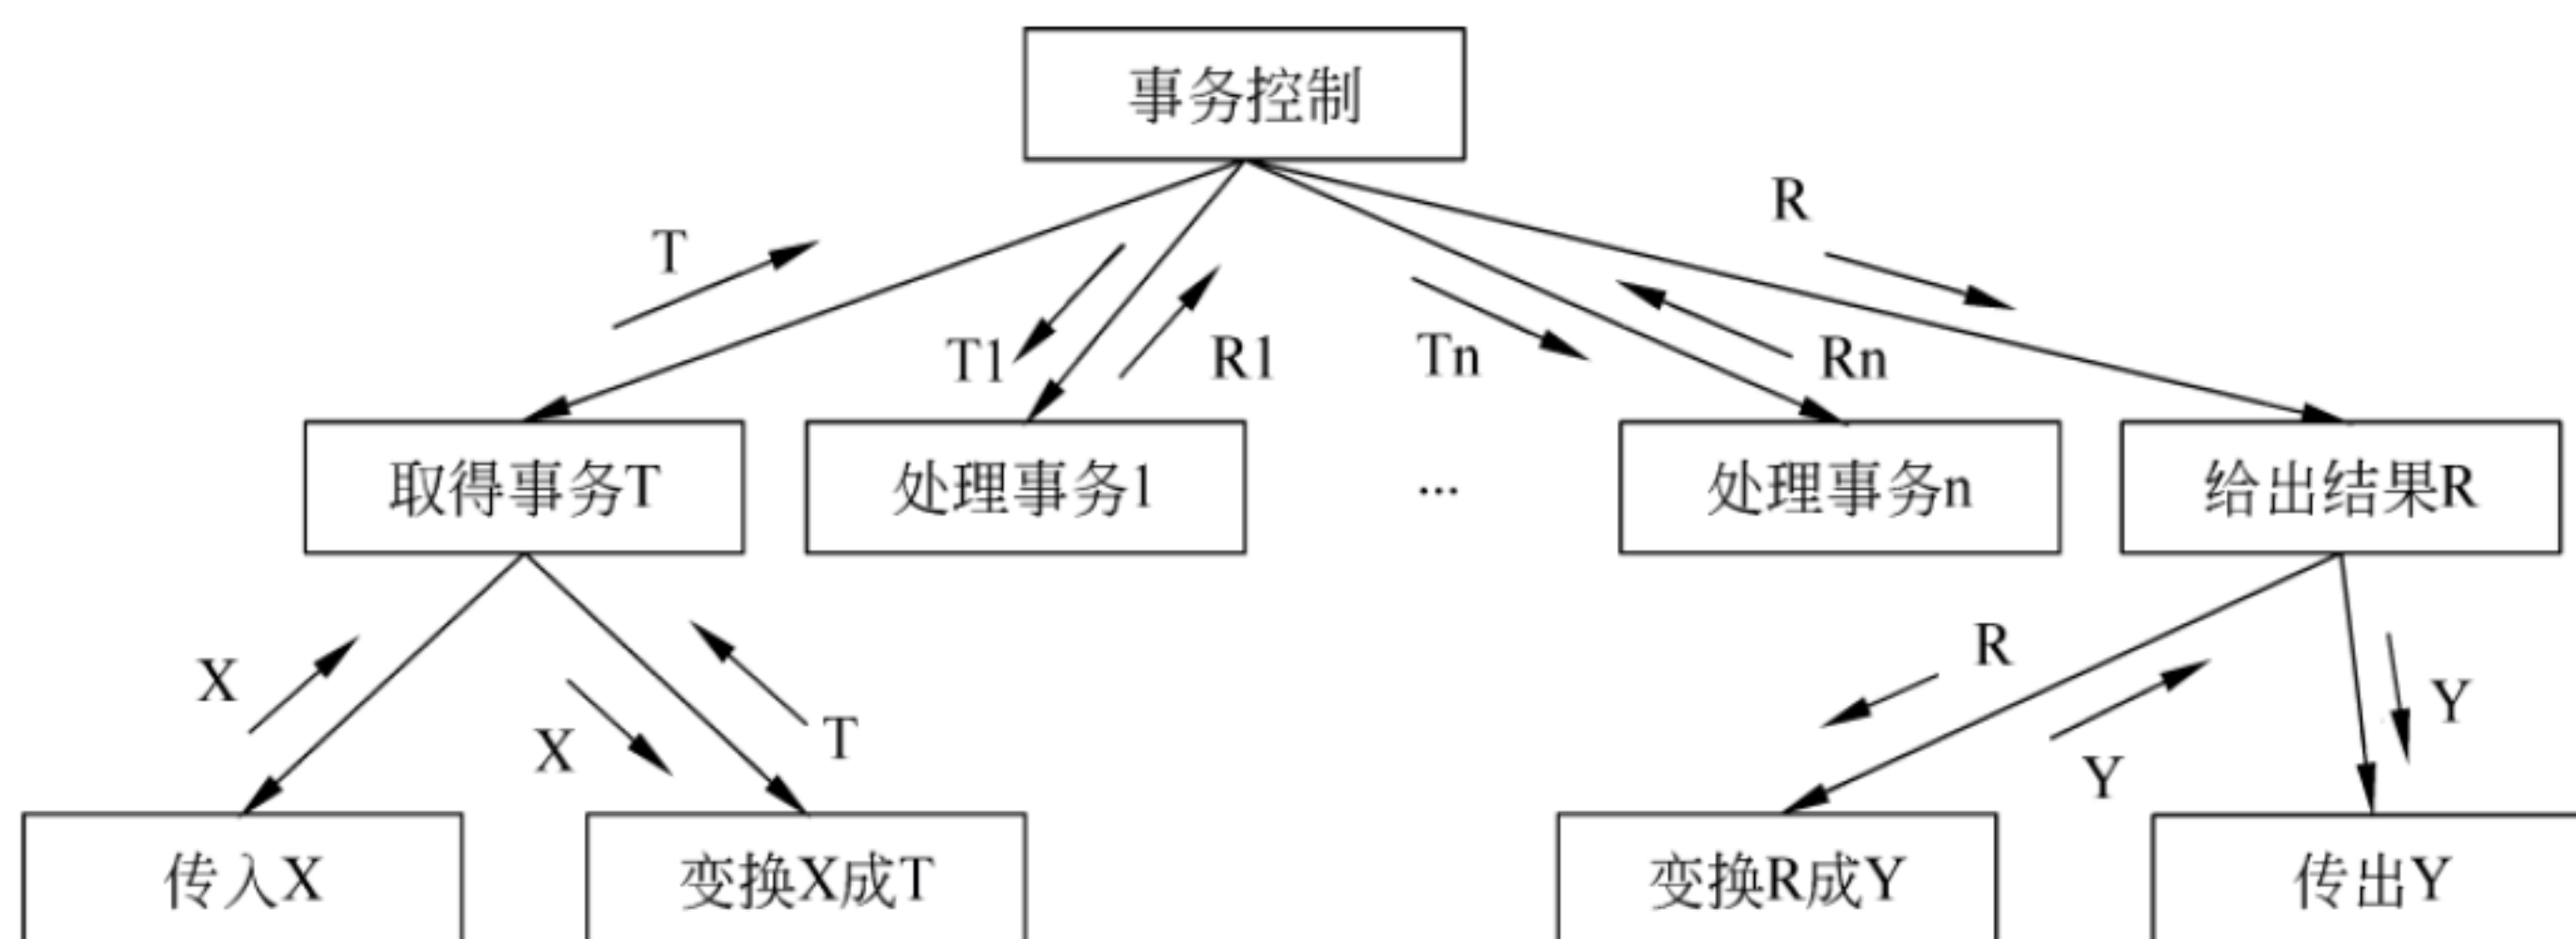 事务控制
R
T
T1
R1
Tn
Rn
取得事务T
处理事务1
...
处理事务n
给出结果R
X
X
T
R
Y
Y
传入X
变换X成T
变换R成Y
传出Y